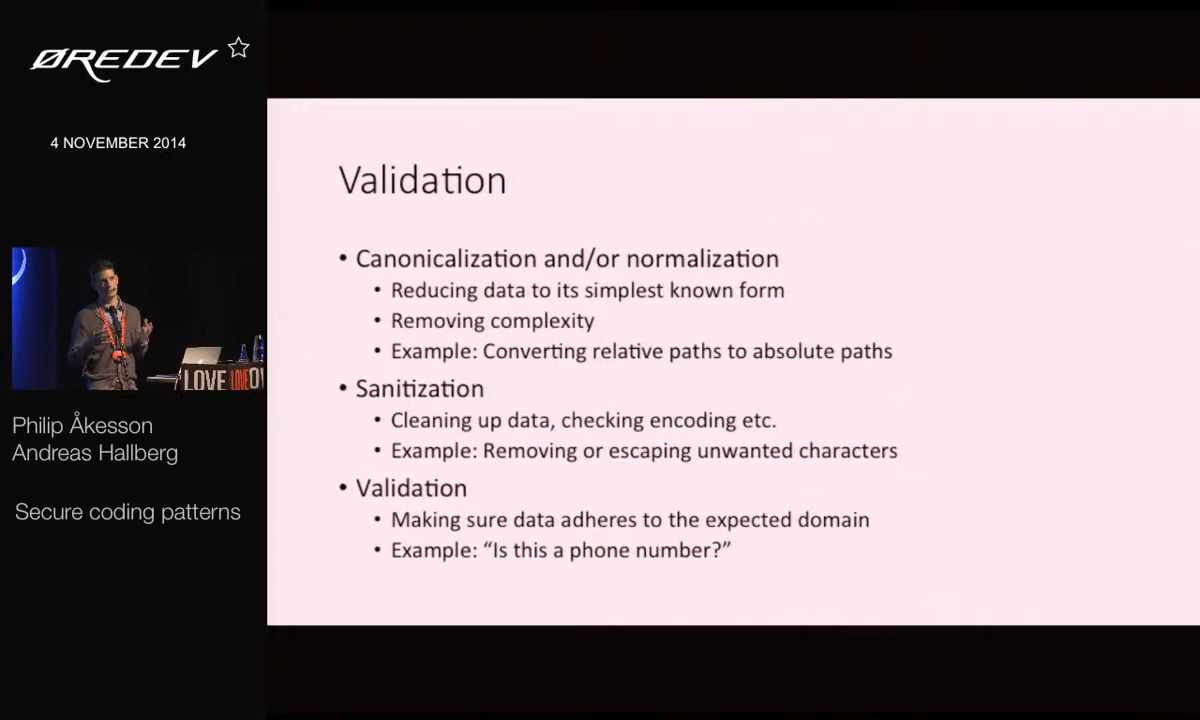 ØREDEV
4 NOVEMBER 2014
LOVE LOVE
Philip Åkesson
Andreas Hallberg
Secure coding patterns
Validation
• Canonicalization and/or normalization
• Reducing data to its simplest known form
• Removing complexity
• Example: Converting relative paths to absolute paths
• Sanitization
• Cleaning up data, checking encoding etc.
• Example: Removing or escaping unwanted characters
• Validation
• Making sure data adheres to the expected domain
• Example: “Is this a phone number?”